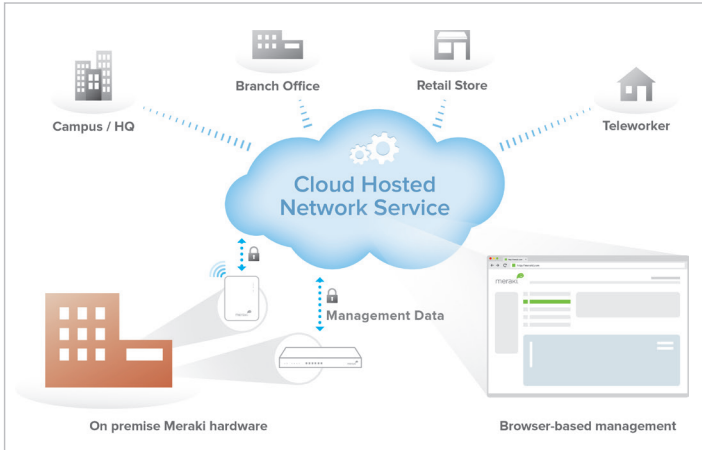 Branch Office
Retail Store
Campus / HQ
Teleworker
Cloud Hosted
Network Service
meraki
Management Data
On premise Meraki hardware
Browser-based management